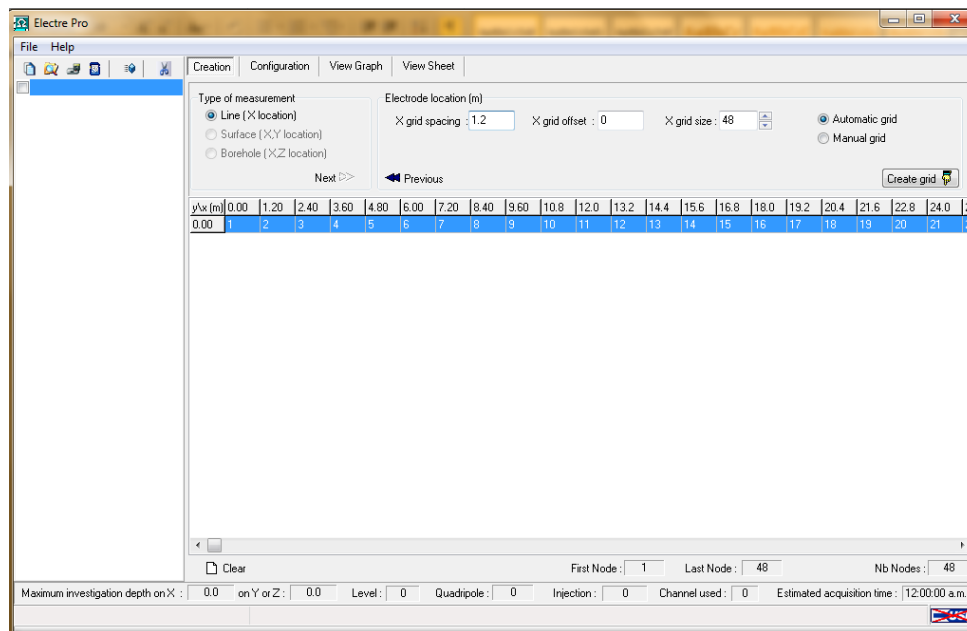 Electre Pro
File Help
Creation Configuration View Graph View Sheet
Type of measurement
Line (X location)
Surface (X,Y location)
Borehole (X,Z location)
Next
Electrode location (m)
X grid spacing : 1.2 X grid offset : 0 X grid size : 48
Automatic grid
Manual grid
Previous
Create grid
y\x (m) 0.00 1.20 2.40 3.60 4.80 6.00 7.20 8.40 9.60 10.8 12.0 13.2 14.4 15.6 16.8 18.0 19.2 20.4 21.6 22.8 24.0
0.00 1 2 3 4 5 6 7 8 9 10 11 12 13 14 15 16 17 18 19 20 21
Clear First Node : 1 Last Node : 48 Nb Nodes : 48
Maximum investigation depth on X : 0.0 on Y or Z : 0.0 Level : 0 Quadripole : 0 Injection : 0 Channel used : 0 Estimated acquisition time : 12:00:00 a.m.